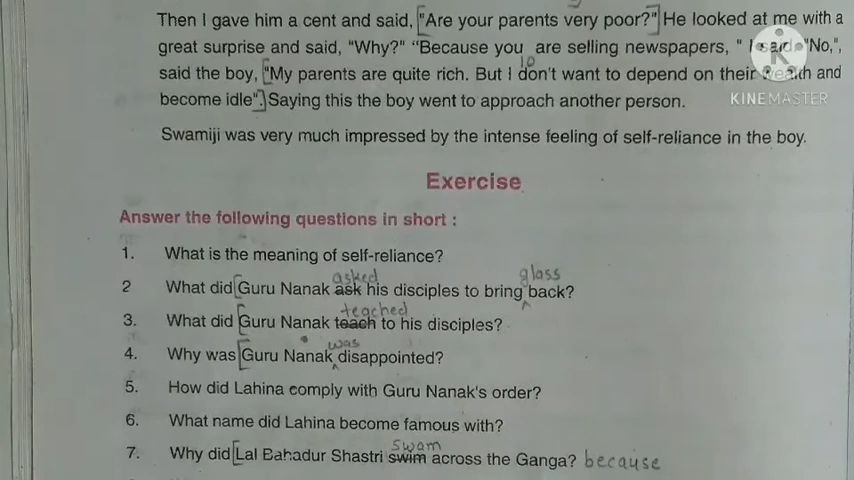 Then I gave him a cent and said, ["Are your parents very poor?"] He looked at me with a
great surprise and said, "Why?" "Because you are selling newspapers, " I said. "No,",
10
said the boy, ["My parents are quite rich. But I don't want to depend on their wealth and
become idle".] Saying this the boy went to approach another person.
KINEMASTER
Swamiji was very much impressed by the intense feeling of self-reliance in the boy.
Exercise
Answer the following questions in short :
1. What is the meaning of self-reliance?
asked glass
2 What did [Guru Nanak ask his disciples to bring back?
teached
3. What did [Guru Nanak teach to his disciples?
was
4. Why was [Guru Nanak disappointed?
5. How did Lahina comply with Guru Nanak's order?
6. What name did Lahina become famous with?
swam
7. Why did [Lal Bahadur Shastri swim across the Ganga? because